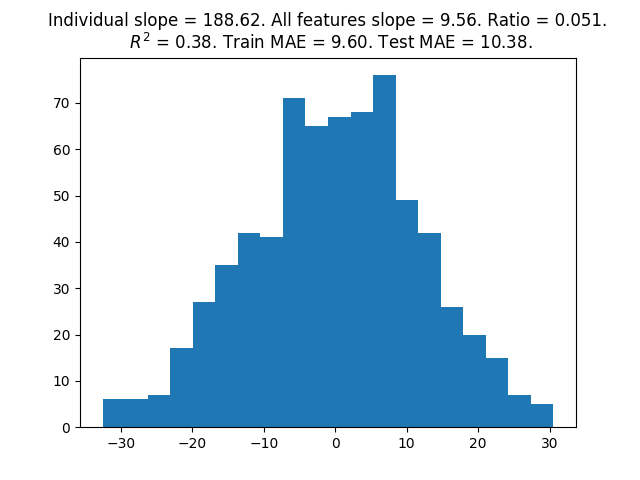 Individual slope = 188.62. All features slope = 9.56. Ratio = 0.051.
R² = 0.38. Train MAE = 9.60. Test MAE = 10.38.
70
60
50
40
30
20
10
0
−30 −20 −10 0 10 20 30